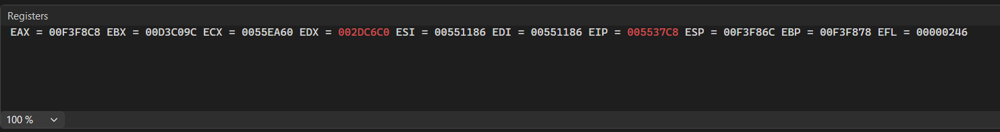 Registers
EAX = 00F3F8C8 EBX = 00D3C09C ECX = 0055EA60 EDX = 002DC6C0 ESI = 00551186 EDI = 00551186 EIP = 005537C8 ESP = 00F3F86C EBP = 00F3F878 EFL = 00000246
100 %